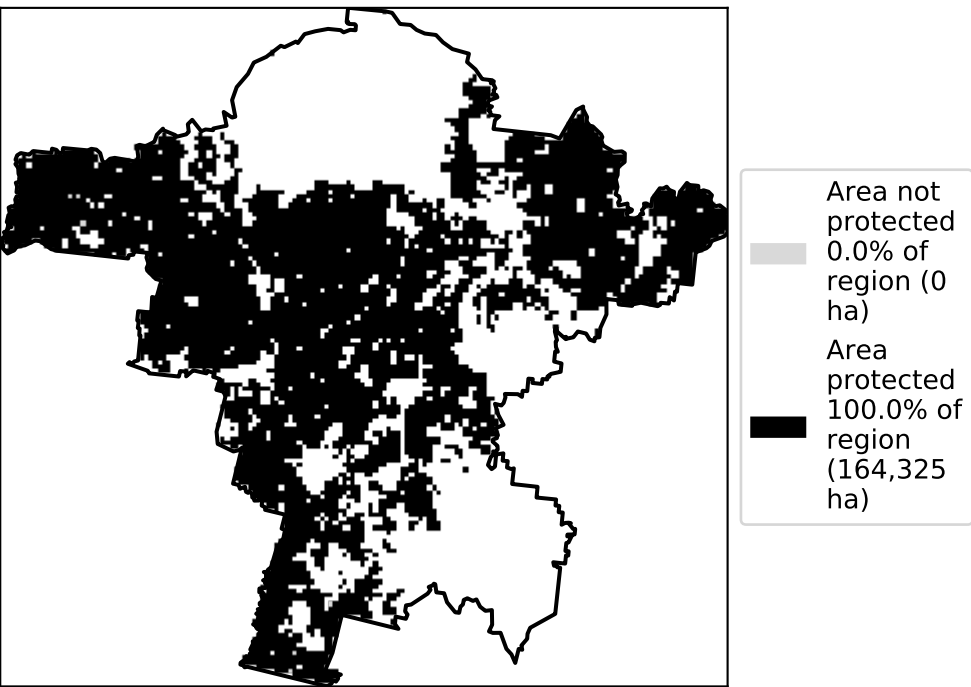 Area not
protected
0.0% of
region (0
ha)
Area
protected
100.0% of
region
(164,325
ha)